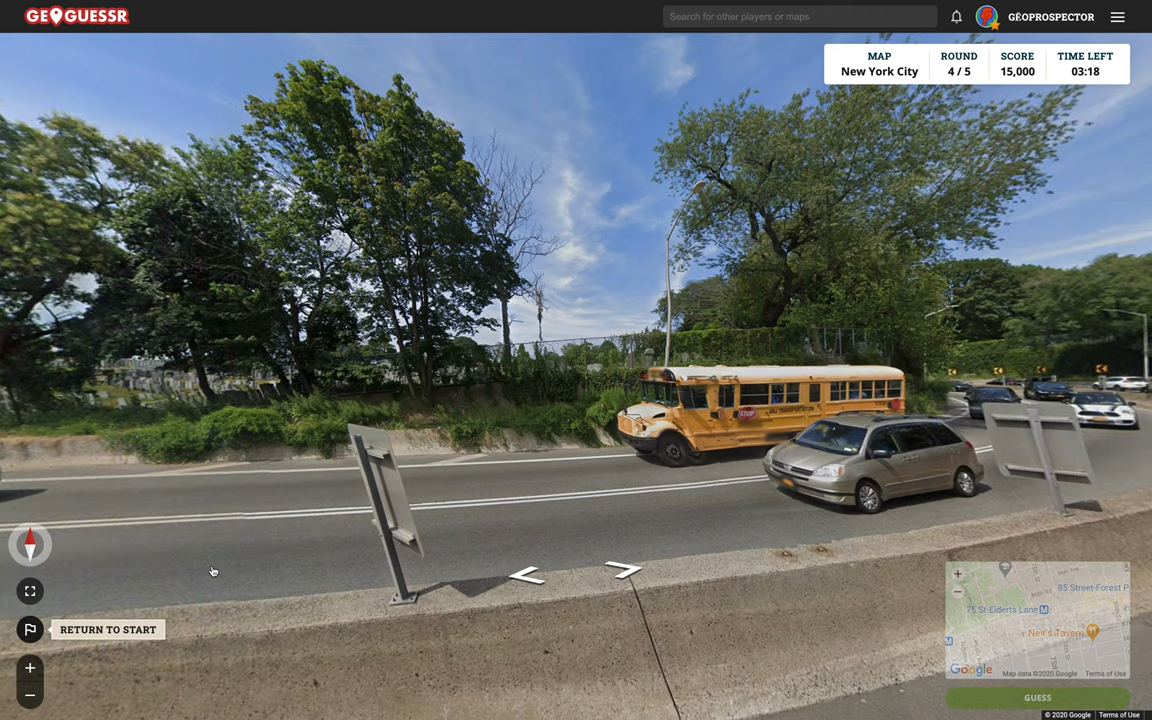 GEOGUESSR
Search for other players or maps
GĒOPROSPECTOR
MAP
New York City
ROUND
4 / 5
SCORE
15,000
TIME LEFT
03:18
STOP
RETURN TO START
85 Street-Forest P
75 St-Elderts Lane
Neir's Tavern
Google
Map data ©2020 Google
Terms of Use
GUESS
© 2020 Google
Terms of Use